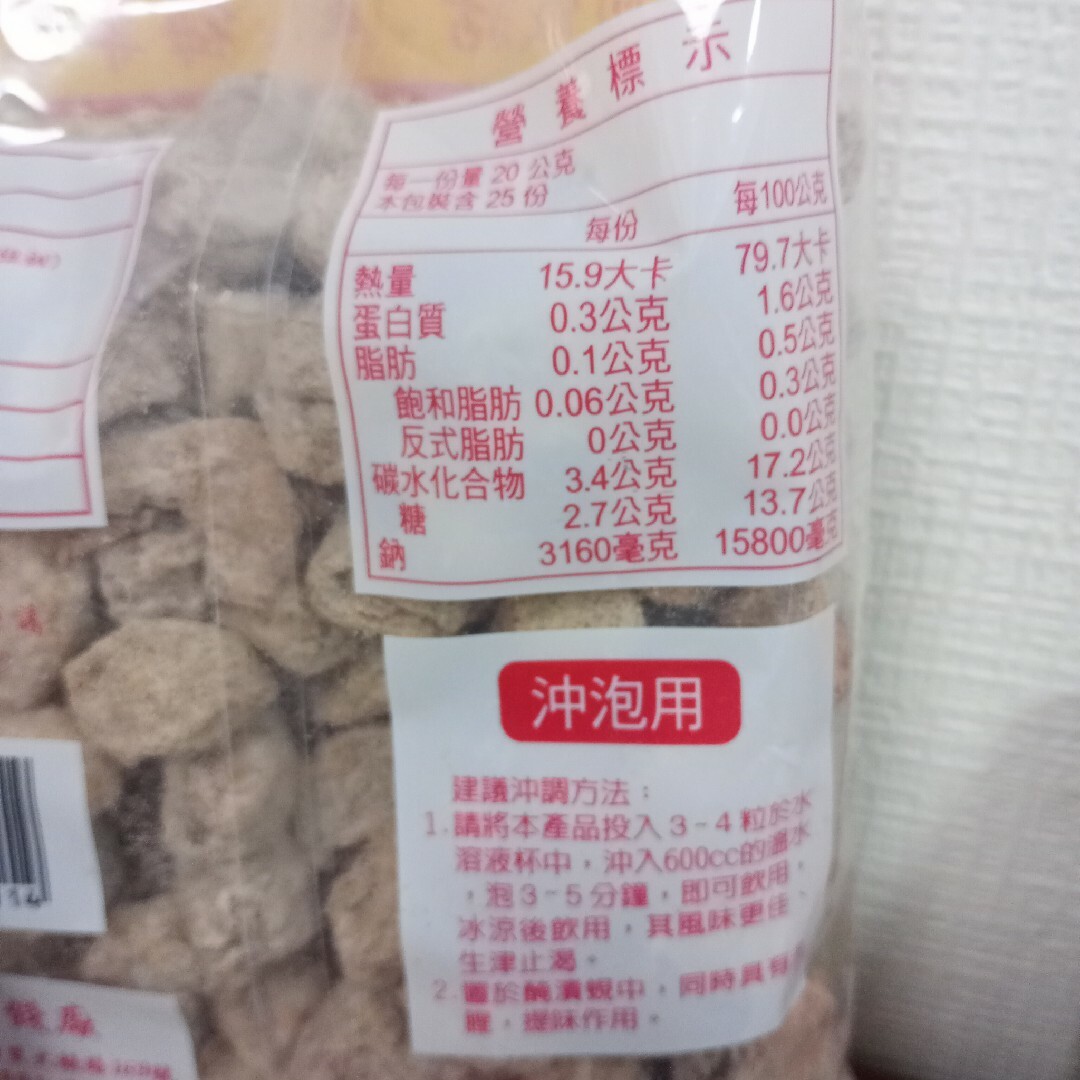 營養標示
每一份量 20 公克
本包裝含 25 份
每份 每100公克
熱量 15.9大卡 79.7大卡
蛋白質 0.3公克 1.6公克
脂肪 0.1公克 0.5公克
飽和脂肪 0.06公克 0.3公克
反式脂肪 0公克 0.0公克
碳水化合物 3.4公克 17.2公克
糖 2.7公克 13.7公克
鈉 3160毫克 15800毫克
沖泡用
建議沖調方法：
1.請將本產品投入3~4粒於水
溶液杯中，沖入600cc的溫水
，泡3~5分鐘，即可飲用，
冰涼後飲用，其風味更佳、
生津止渴。
2.置於醃漬蜆中，同時具有
腥，提味作用。